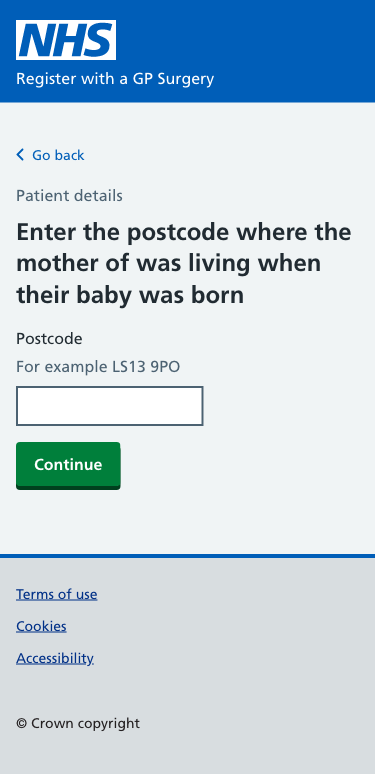 NHS
Register with a GP Surgery
Go back
Patient details
Enter the postcode where the
mother of was living when
their baby was born
Postcode
For example LS13 9PO
Continue
Terms of use
Cookies
Accessibility
© Crown copyright